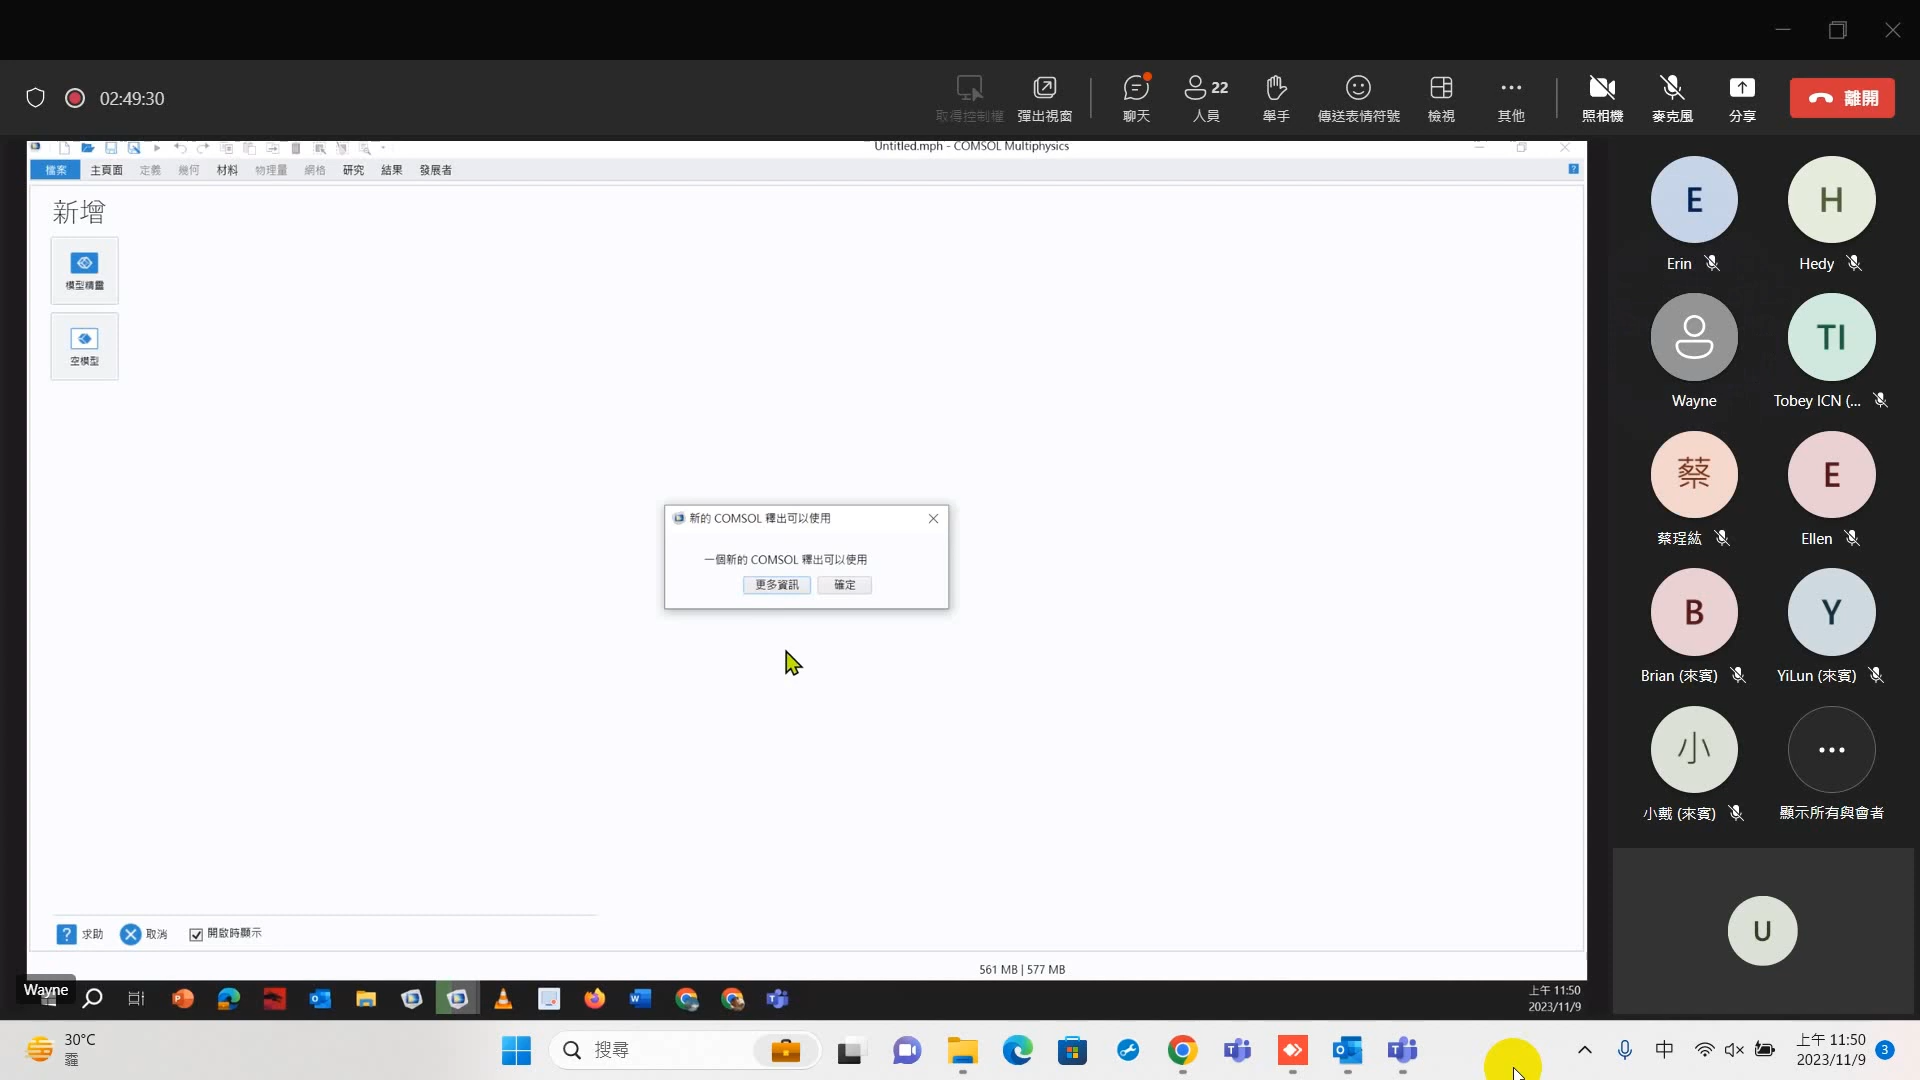 02:49:30
取得控制權
彈出視窗
聊天
22
人員
舉手
傳送表情符號
檢視
其他
照相機
麥克風
分享
離開
Untitled.mph - COMSOL Multiphysics
檔案 主頁面 定義 幾何 材料 物理量 網格 研究 結果 發展者
新增
模型精靈
空模型
新的 COMSOL 釋出可以使用
一個新的 COMSOL 釋出可以使用
更多資訊 確定
求助 取消 開啟時顯示
561 MB | 577 MB
Wayne
上午 11:50
2023/11/9
E
Erin
H
Hedy
Wayne
TI
Tobey ICN (...
蔡
蔡珵紘
E
Ellen
B
Brian (來賓)
Y
YiLun (來賓)
小
小戴 (來賓)
顯示所有與會者
U
30°C
霾
搜尋
中
上午 11:50
2023/11/9
3